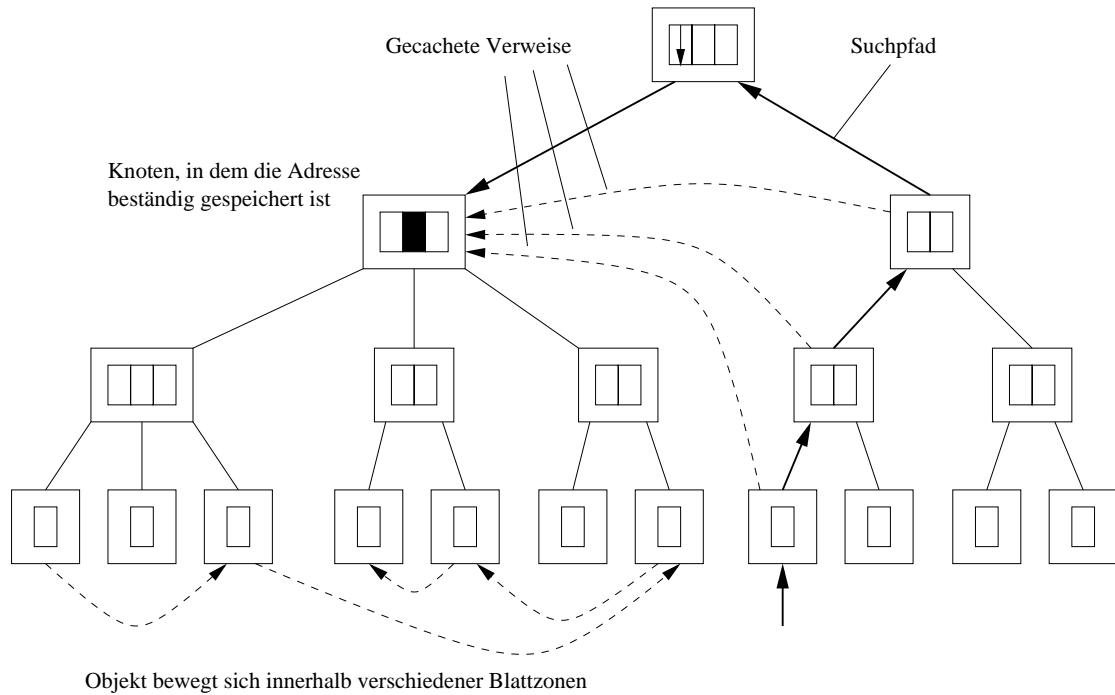 Gecachete Verweise
Suchpfad
Knoten, in dem die Adresse
beständig gespeichert ist
Objekt bewegt sich innerhalb verschiedener Blattzonen